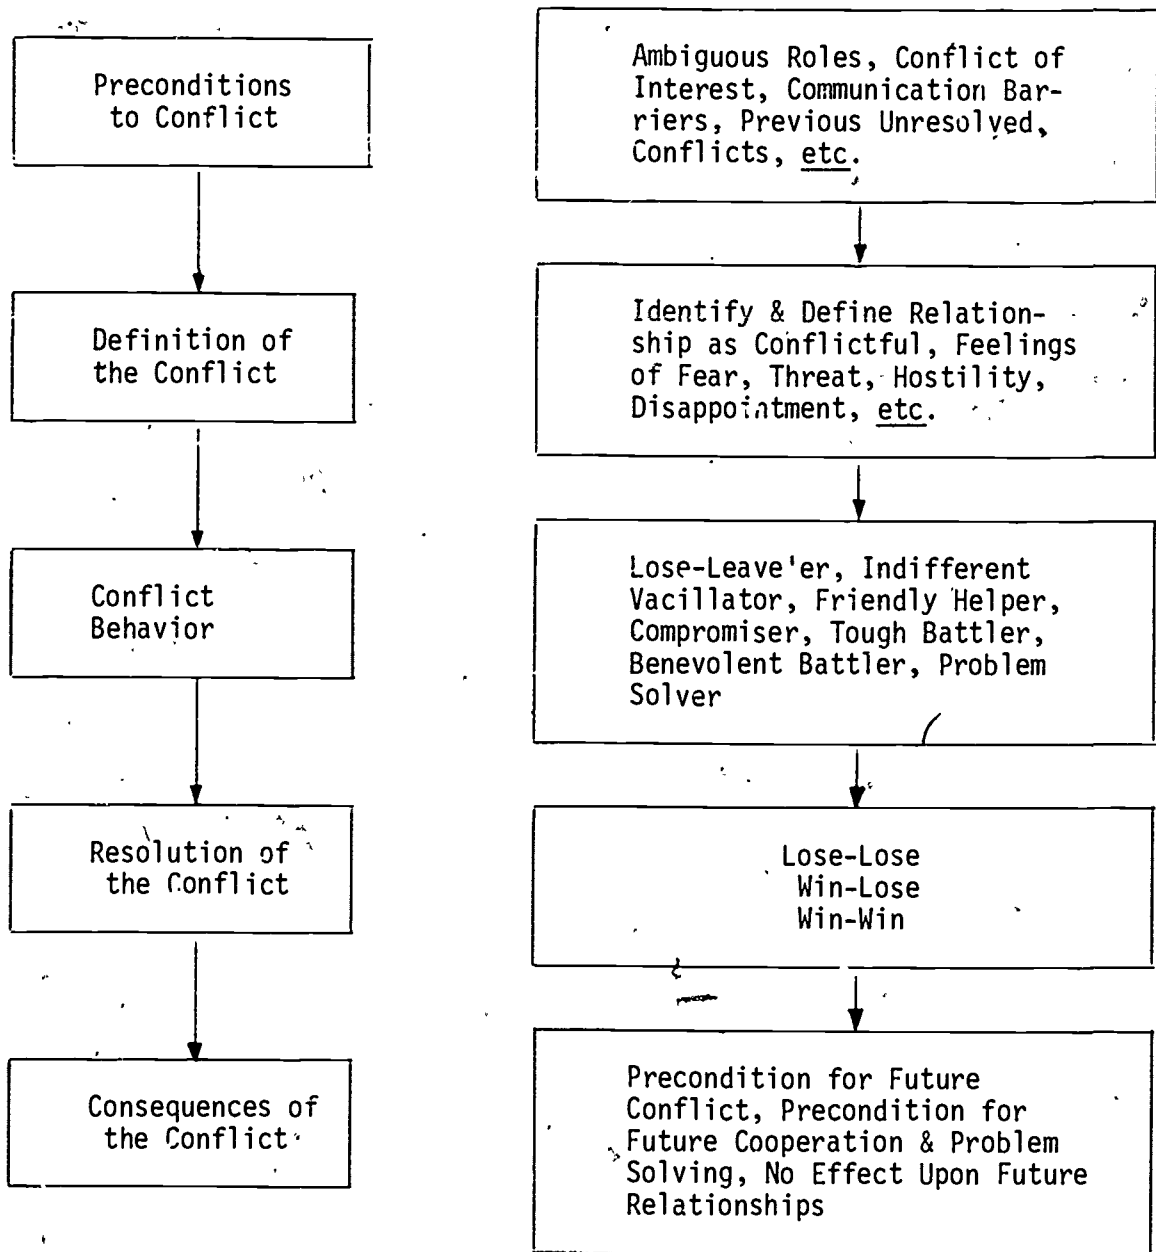 Preconditions
to Conflict
Ambiguous Roles, Conflict of
Interest, Communication Bar-
riers, Previous Unresolved,
Conflicts, etc.
Definition of
the Conflict
Identify & Define Relation-
ship as Conflictful, Feelings
of Fear, Threat, Hostility,
Disappointment, etc.
Conflict
Behavior
Lose-Leave'er, Indifferent
Vacillator, Friendly Helper,
Compromiser, Tough Battler,
Benevolent Battler, Problem
Solver
Resolution of
the Conflict
Lose-Lose
Win-Lose
Win-Win
Consequences of
the Conflict
Precondition for Future
Conflict, Precondition for
Future Cooperation & Problem
Solving, No Effect Upon Future
Relationships